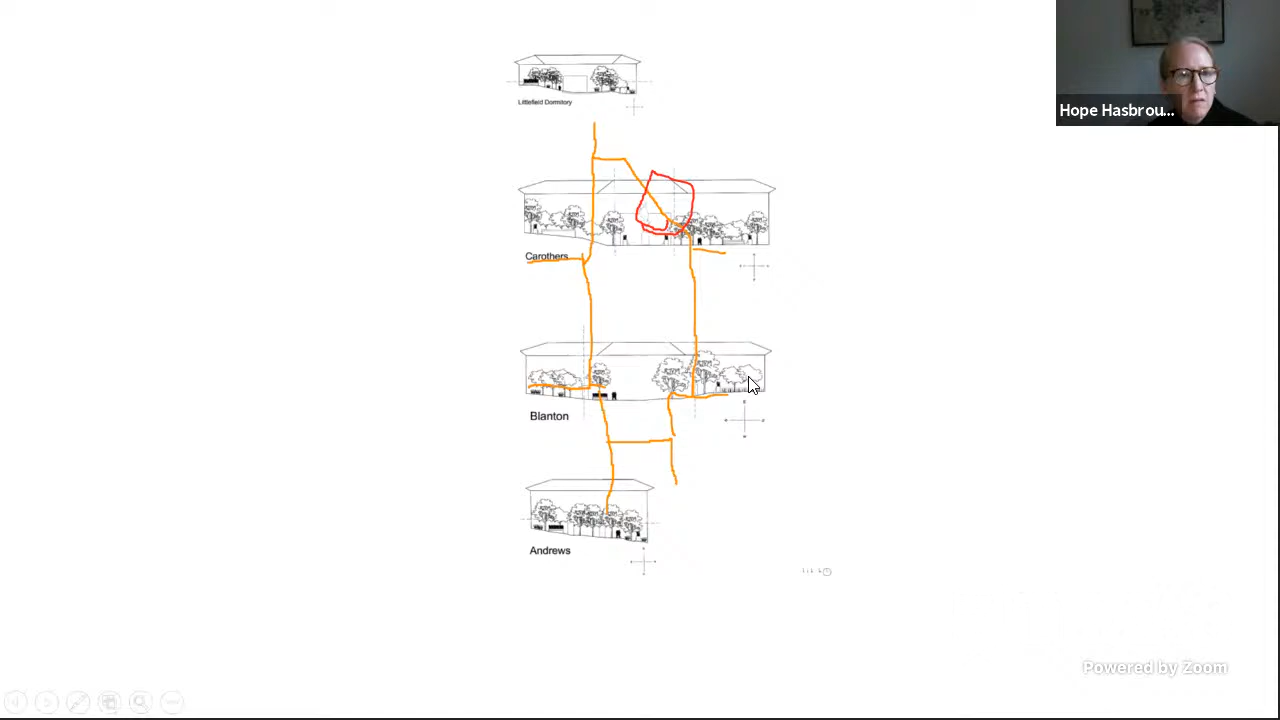 Hope Hasbrou...
Littlefield Dormitory
Carothers
Blanton
Andrews
Powered by Zoom